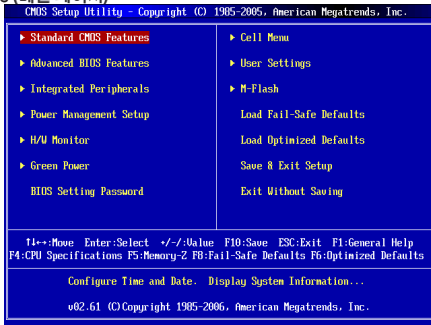 CMOS Setup Utility - Copyright (C) 1985-2005, American Megatrends, Inc.
Standard CMOS Features
Advanced BIOS Features
Integrated Peripherals
Power Management Setup
H/W Monitor
Green Power
BIOS Setting Password
Cell Menu
User Settings
M-Flash
Load Fail-Safe Defaults
Load Optimized Defaults
Save & Exit Setup
Exit Without Saving
↑↓←→:Move Enter:Select +/-/:Value F10:Save ESC:Exit F1:General Help
F4:CPU Specifications F5:Memory-Z F8:Fail-Safe Defaults F6:Optimized Defaults
Configure Time and Date. Display System Information...
v02.61 (C)Copyright 1985-2006, American Megatrends, Inc.